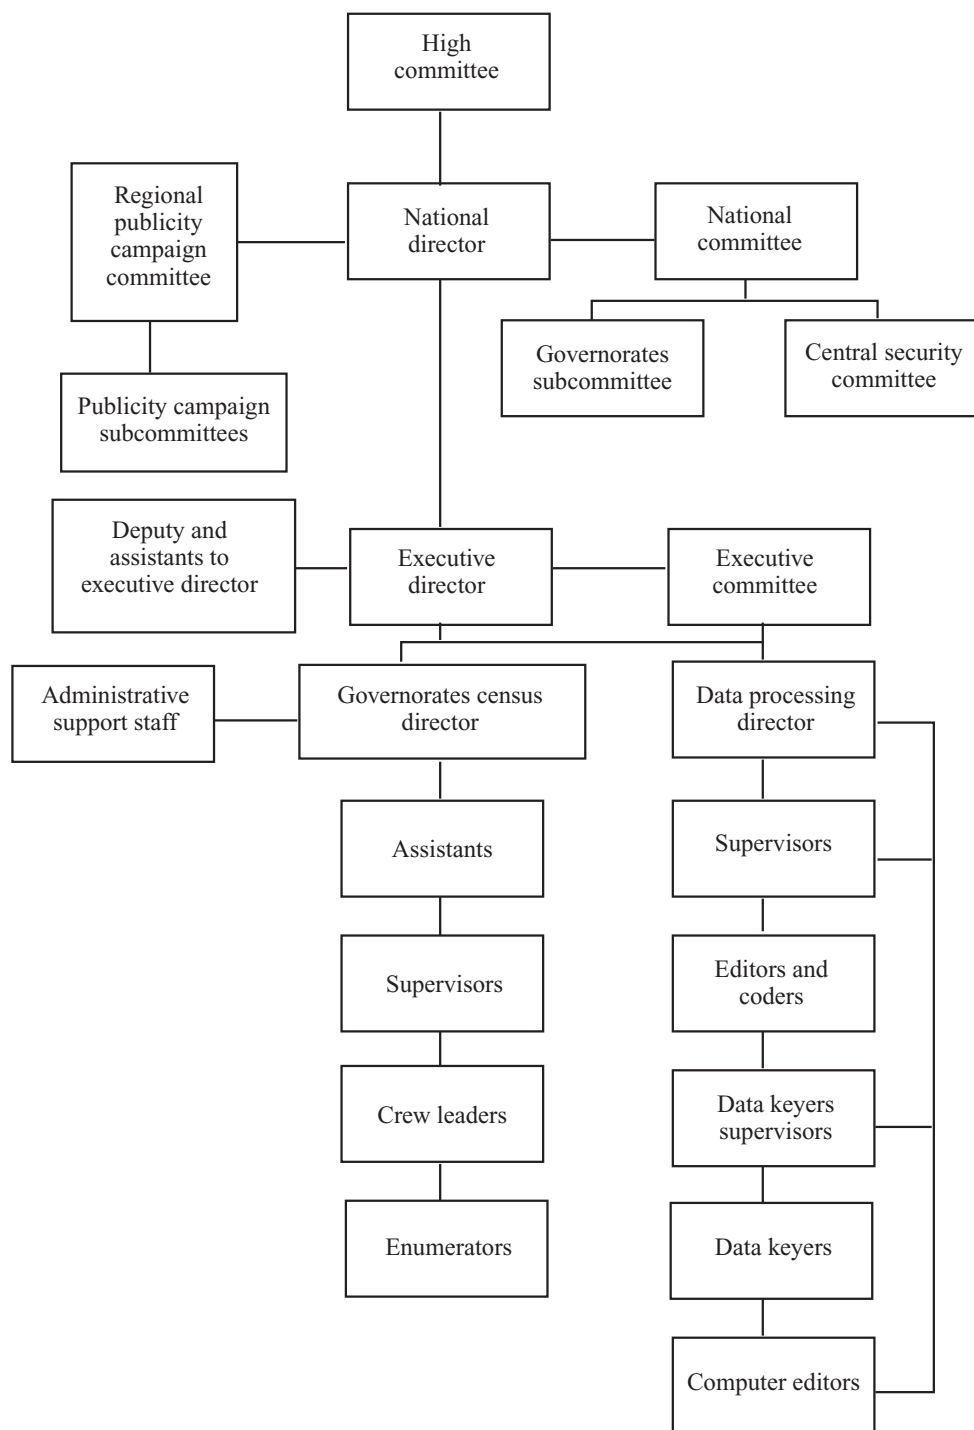 High
committee
Regional
publicity
campaign
committee
National
director
National
committee
Governorates
subcommittee
Central security
committee
Publicity campaign
subcommittees
Deputy and
assistants to
executive director
Executive
director
Executive
committee
Administrative
support staff
Governorates census
director
Data processing
director
Assistants
Supervisors
Supervisors
Editors and
coders
Crew leaders
Data keyers
supervisors
Enumerators
Data keyers
Computer editors